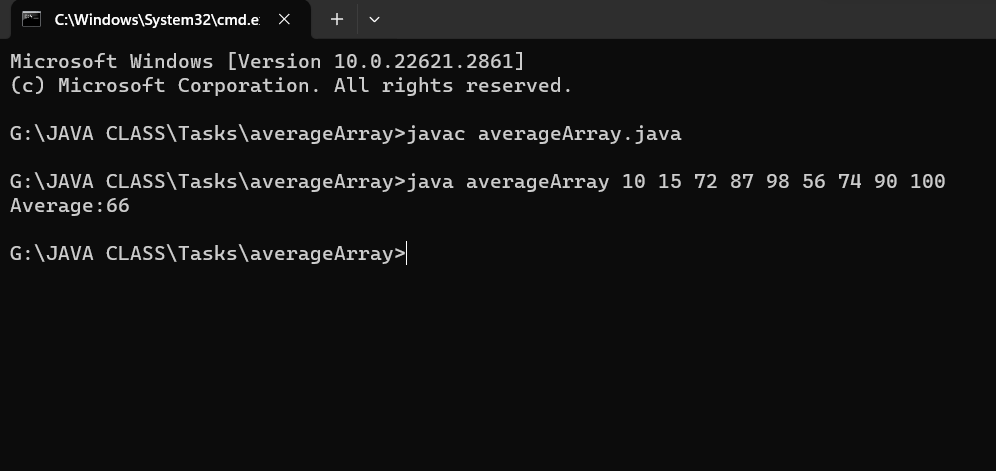 C:\Windows\System32\cmd.e
Microsoft Windows [Version 10.0.22621.2861]
(c) Microsoft Corporation. All rights reserved.
G:\JAVA CLASS\Tasks\averageArray>javac averageArray.java
G:\JAVA CLASS\Tasks\averageArray>java averageArray 10 15 72 87 98 56 74 90 100
Average:66
G:\JAVA CLASS\Tasks\averageArray>